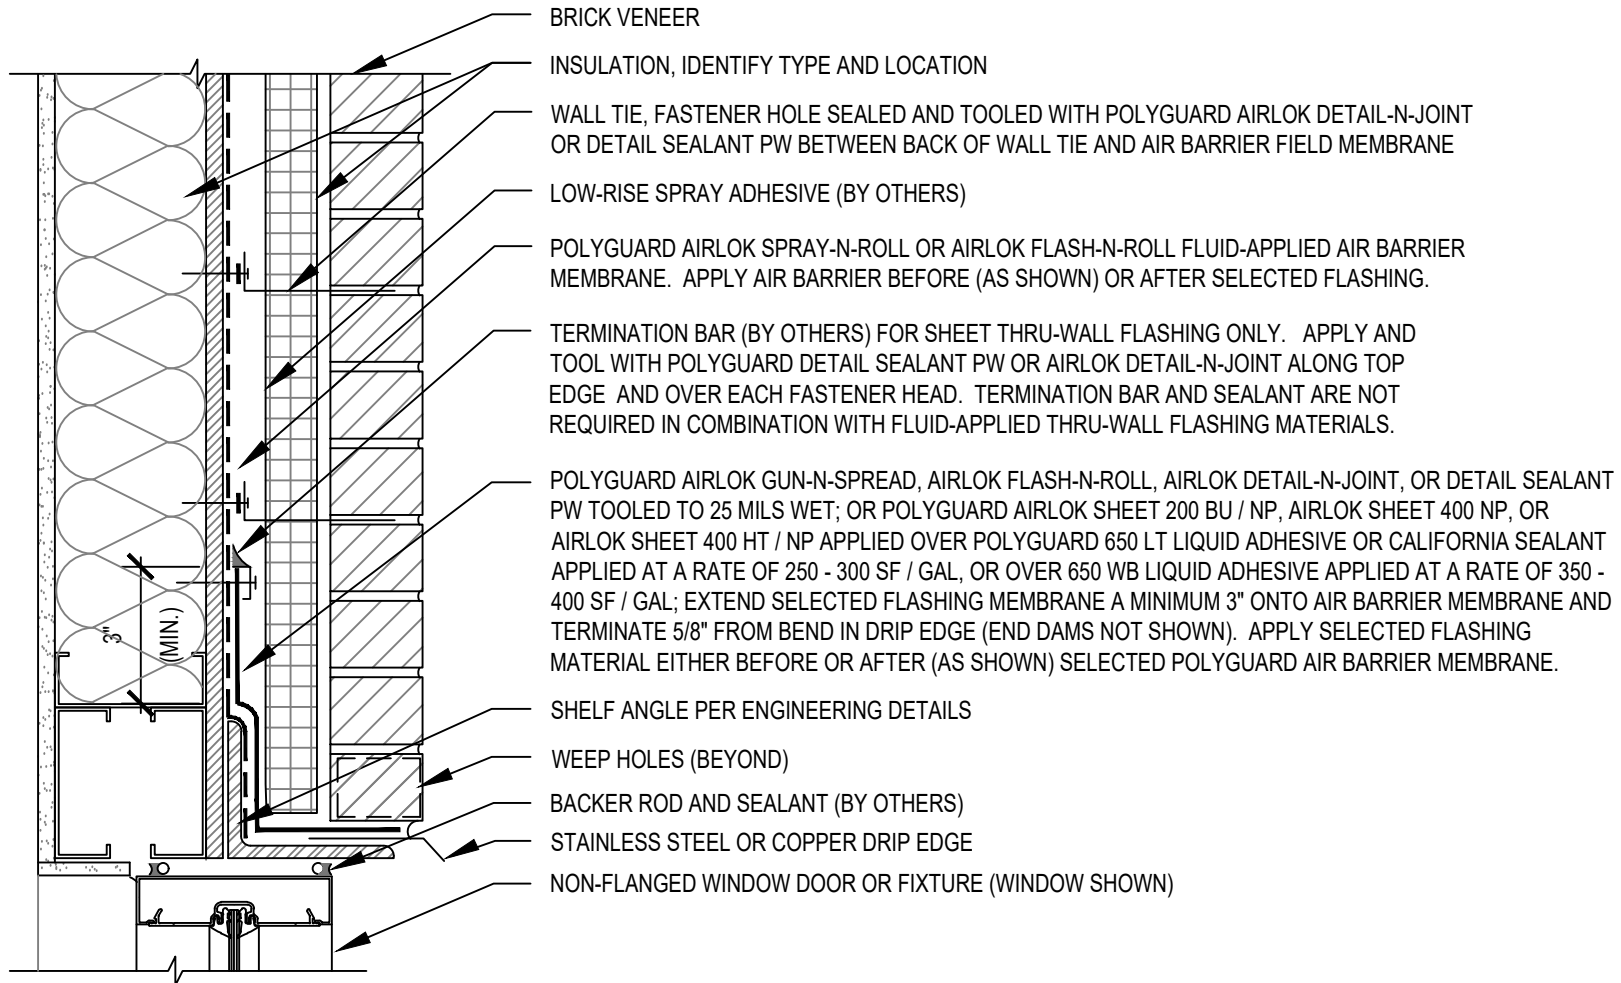 BRICK VENEER
INSULATION, IDENTIFY TYPE AND LOCATION
WALL TIE, FASTENER HOLE SEALED AND TOOLED WITH POLYGUARD AIRLOK DETAIL-N-JOINT
OR DETAIL SEALANT PW BETWEEN BACK OF WALL TIE AND AIR BARRIER FIELD MEMBRANE
LOW-RISE SPRAY ADHESIVE (BY OTHERS)
POLYGUARD AIRLOK SPRAY-N-ROLL OR AIRLOK FLASH-N-ROLL FLUID-APPLIED AIR BARRIER
MEMBRANE. APPLY AIR BARRIER BEFORE (AS SHOWN) OR AFTER SELECTED FLASHING.
TERMINATION BAR (BY OTHERS) FOR SHEET THRU-WALL FLASHING ONLY. APPLY AND
TOOL WITH POLYGUARD DETAIL SEALANT PW OR AIRLOK DETAIL-N-JOINT ALONG TOP
EDGE AND OVER EACH FASTENER HEAD. TERMINATION BAR AND SEALANT ARE NOT
REQUIRED IN COMBINATION WITH FLUID-APPLIED THRU-WALL FLASHING MATERIALS.
POLYGUARD AIRLOK GUN-N-SPREAD, AIRLOK FLASH-N-ROLL, AIRLOK DETAIL-N-JOINT, OR DETAIL SEALANT
PW TOOLED TO 25 MILS WET; OR POLYGUARD AIRLOK SHEET 200 BU / NP, AIRLOK SHEET 400 NP, OR
AIRLOK SHEET 400 HT / NP APPLIED OVER POLYGUARD 650 LT LIQUID ADHESIVE OR CALIFORNIA SEALANT
APPLIED AT A RATE OF 250 - 300 SF / GAL, OR OVER 650 WB LIQUID ADHESIVE APPLIED AT A RATE OF 350 -
400 SF / GAL; EXTEND SELECTED FLASHING MEMBRANE A MINIMUM 3" ONTO AIR BARRIER MEMBRANE AND
TERMINATE 5/8" FROM BEND IN DRIP EDGE (END DAMS NOT SHOWN). APPLY SELECTED FLASHING
MATERIAL EITHER BEFORE OR AFTER (AS SHOWN) SELECTED POLYGUARD AIR BARRIER MEMBRANE.
3"
(MIN.)
SHELF ANGLE PER ENGINEERING DETAILS
WEEP HOLES (BEYOND)
BACKER ROD AND SEALANT (BY OTHERS)
STAINLESS STEEL OR COPPER DRIP EDGE
NON-FLANGED WINDOW DOOR OR FIXTURE (WINDOW SHOWN)